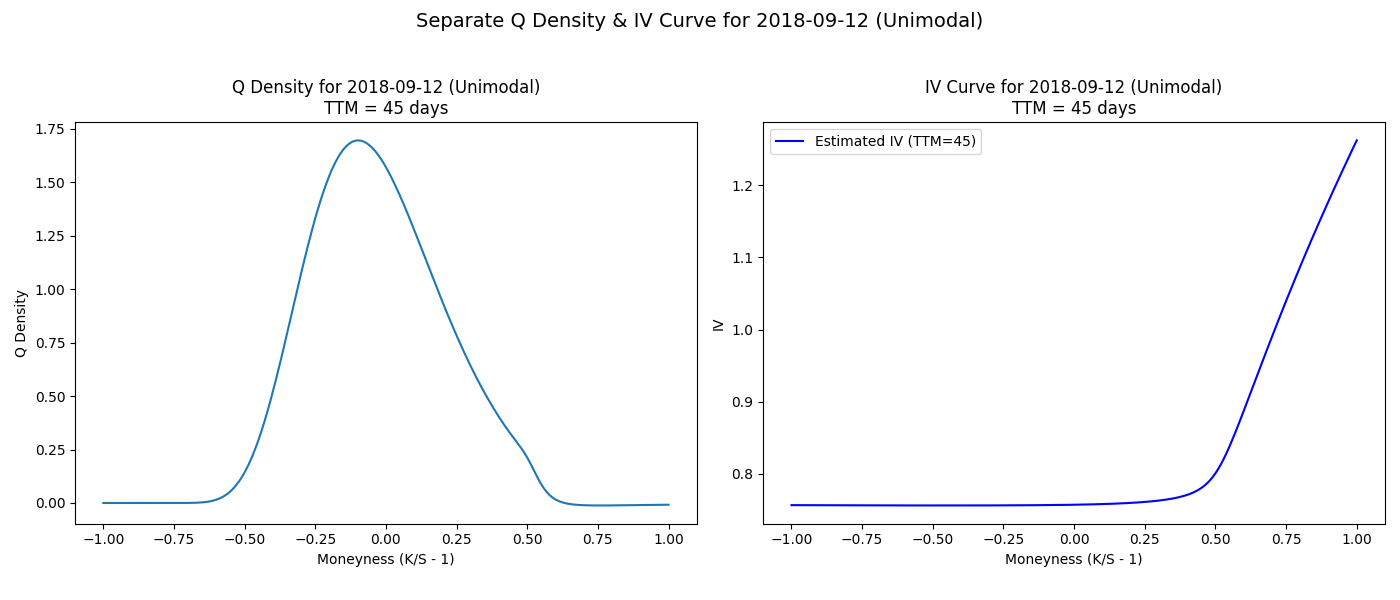 Separate Q Density & IV Curve for 2018-09-12 (Unimodal)
Q Density for 2018-09-12 (Unimodal)
TTM = 45 days
1.75
1.50
1.25
1.00
0.75
0.50
0.25
0.00
Q Density
−1.00 −0.75 −0.50 −0.25 0.00 0.25 0.50 0.75 1.00
Moneyness (K/S - 1)
IV Curve for 2018-09-12 (Unimodal)
TTM = 45 days
Estimated IV (TTM=45)
1.2
1.1
1.0
0.9
0.8
IV
−1.00 −0.75 −0.50 −0.25 0.00 0.25 0.50 0.75 1.00
Moneyness (K/S - 1)